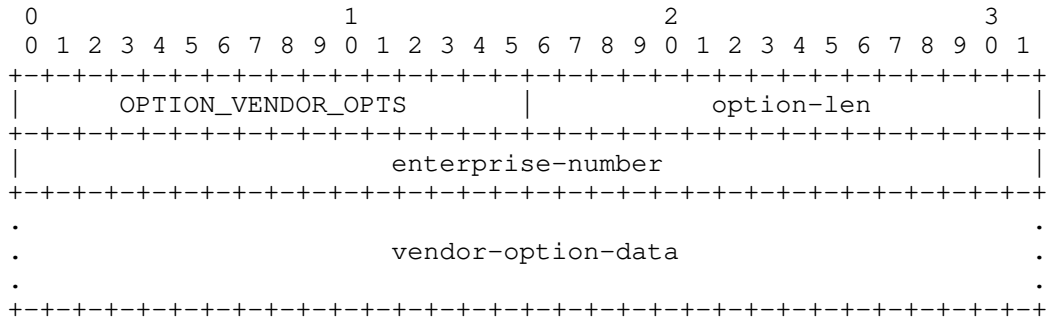 0                   1                   2                   3
 0 1 2 3 4 5 6 7 8 9 0 1 2 3 4 5 6 7 8 9 0 1 2 3 4 5 6 7 8 9 0 1
+-+-+-+-+-+-+-+-+-+-+-+-+-+-+-+-+-+-+-+-+-+-+-+-+-+-+-+-+-+-+-+-+
|      OPTION_VENDOR_OPTS       |           option-len          |
+-+-+-+-+-+-+-+-+-+-+-+-+-+-+-+-+-+-+-+-+-+-+-+-+-+-+-+-+-+-+-+-+
|                       enterprise-number                       |
+-+-+-+-+-+-+-+-+-+-+-+-+-+-+-+-+-+-+-+-+-+-+-+-+-+-+-+-+-+-+-+-+
.                                                               .
.                       vendor-option-data                      .
.                                                               .
+-+-+-+-+-+-+-+-+-+-+-+-+-+-+-+-+-+-+-+-+-+-+-+-+-+-+-+-+-+-+-+-+